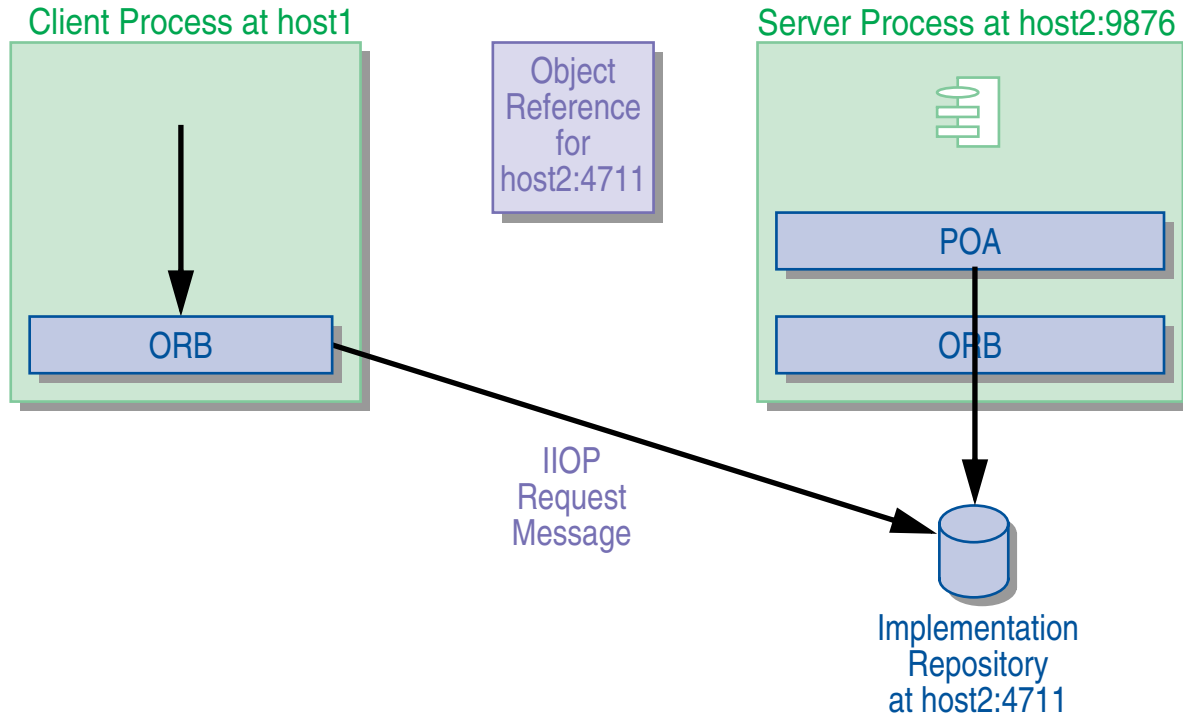 Client Process at host1
Server Process at host2:9876
Object
Reference
for
host2:4711
POA
ORB
ORB
IIOP
Request
Message
Implementation
Repository
at host2:4711